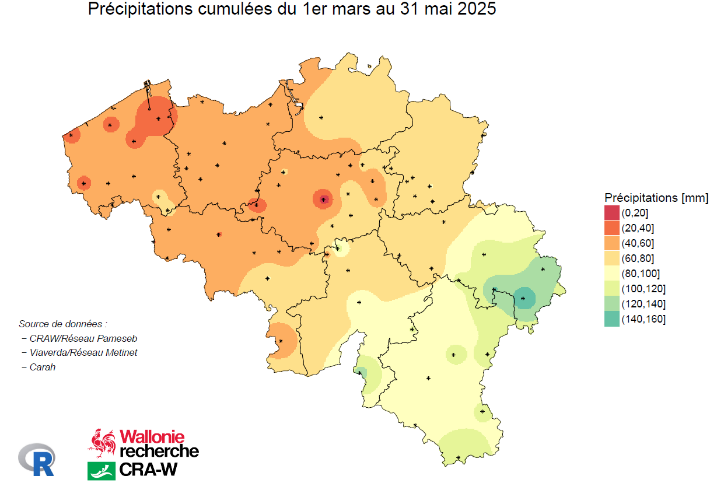 Précipitations cumulées du 1er mars au 31 mai 2025
Précipitations [mm]
(0,20]
(20,40]
(40,60]
(60,80]
(80,100]
(100,120]
(120,140]
(140,160]
Source de données :
− CRAW/Réseau Pameseb
− Viaverda/Réseau Metinet
− Carah
R
Wallonie
recherche
CRA-W